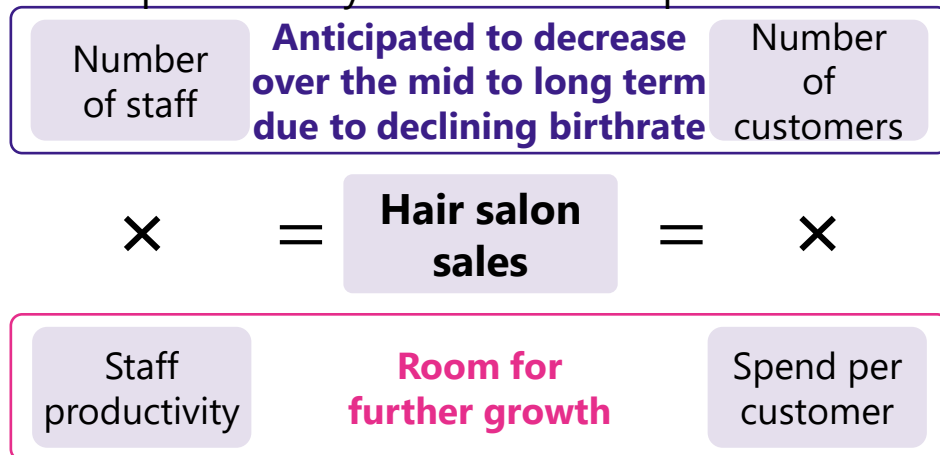 Number
of staff
Anticipated to decrease
over the mid to long term
due to declining birthrate
Number
of
customers
×
=
Hair salon
sales
=
×
Staff
productivity
Room for
further growth
Spend per
customer